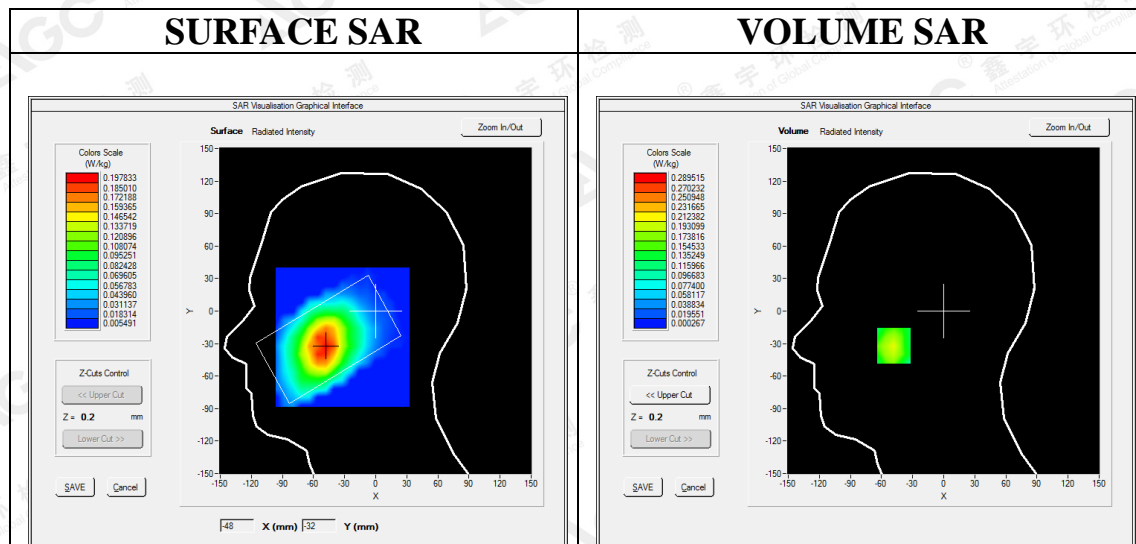 SURFACE SAR
SAR Visualisation Graphical Interface
Surface Radiated Intensity
Zoom In/Out
Colors Scale
(W/kg)
0.197833
0.185010
0.172188
0.159365
0.146542
0.133719
0.120896
0.108074
0.095251
0.082428
0.069605
0.056783
0.043960
0.031137
0.018314
0.005491
Z-Cuts Control
<< Upper Cut
Z = 0.2 mm
Lower Cut >>
SAVE Cancel
150
120
90
60
30
0
-30
-60
-90
-120
-150
Y
-150 -120 -90 -60 -30 0 30 60 90 120 150
X
-48 X (mm) -32 Y (mm)
VOLUME SAR
SAR Visualisation Graphical Interface
Volume Radiated Intensity
Zoom In/Out
Colors Scale
(W/kg)
0.289515
0.270232
0.250948
0.231665
0.212382
0.193099
0.173816
0.154533
0.135249
0.115966
0.096683
0.077400
0.058117
0.038834
0.019551
0.000267
Z-Cuts Control
<< Upper Cut
Z = 0.2 mm
Lower Cut >>
SAVE Cancel
150
120
90
60
30
0
-30
-60
-90
-120
-150
Y
-150 -120 -90 -60 -30 0 30 60 90 120 150
X